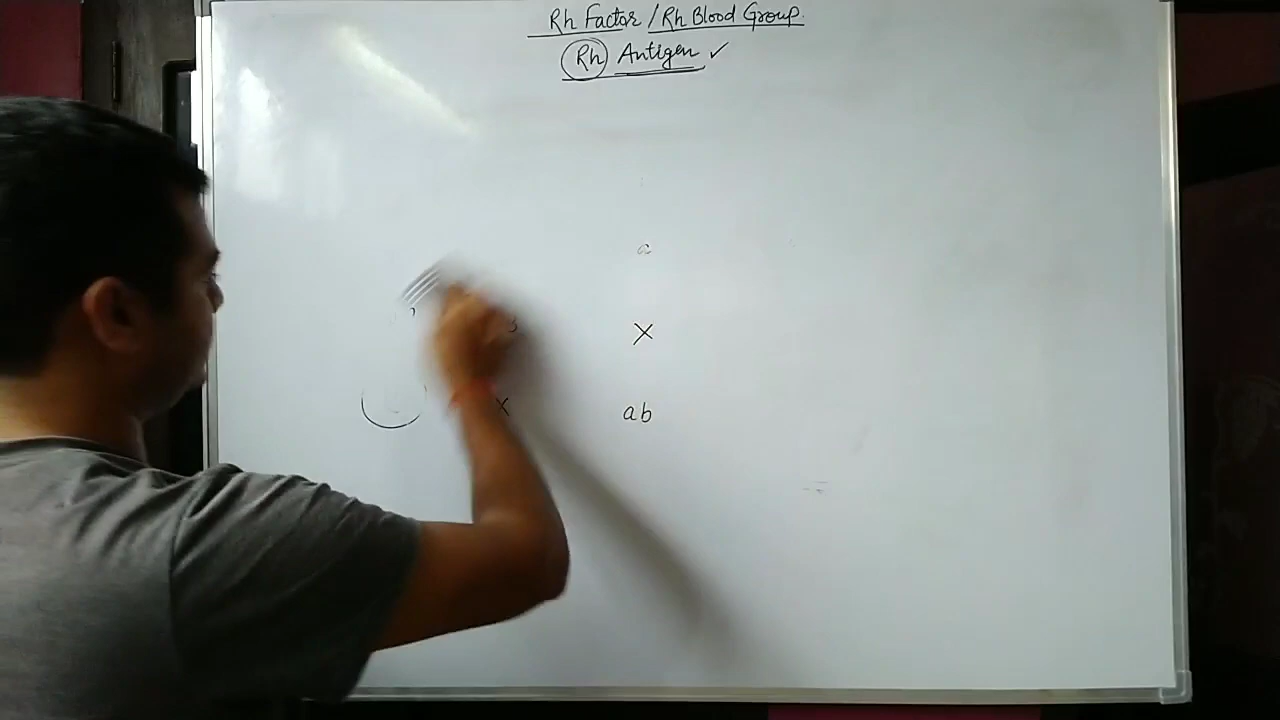 Rh Factor / Rh Blood Group.
Rh Antigen ✓
a
X
X ab